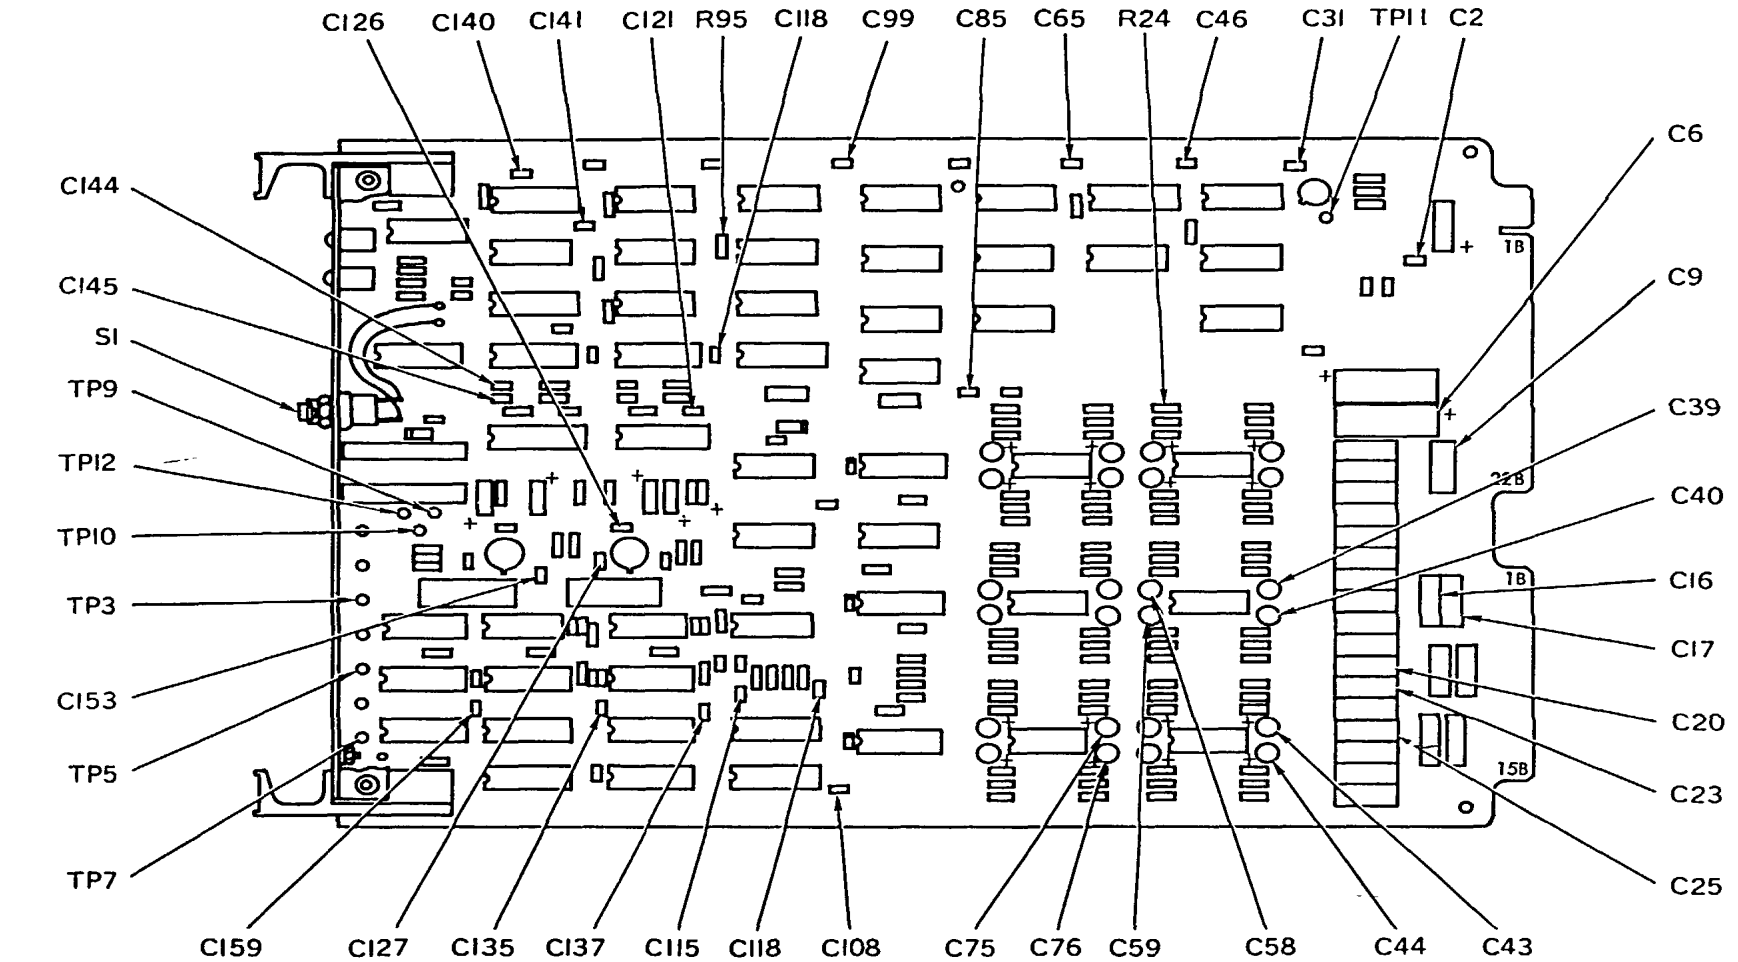 C126 C140 C141 C121 R95 C118 C99 C85 C65 R24 C46 C31 TP11 C2
C6
C144
1B
C9
C145
S1
TP9
C39
TP12
22B
C40
TP10
1B
C16
TP3
C17
C153
C20
TP5
15B
C23
TP7
C25
C159 C127 C135 C137 C115 C118 C108 C75 C76 C59 C58 C44 C43